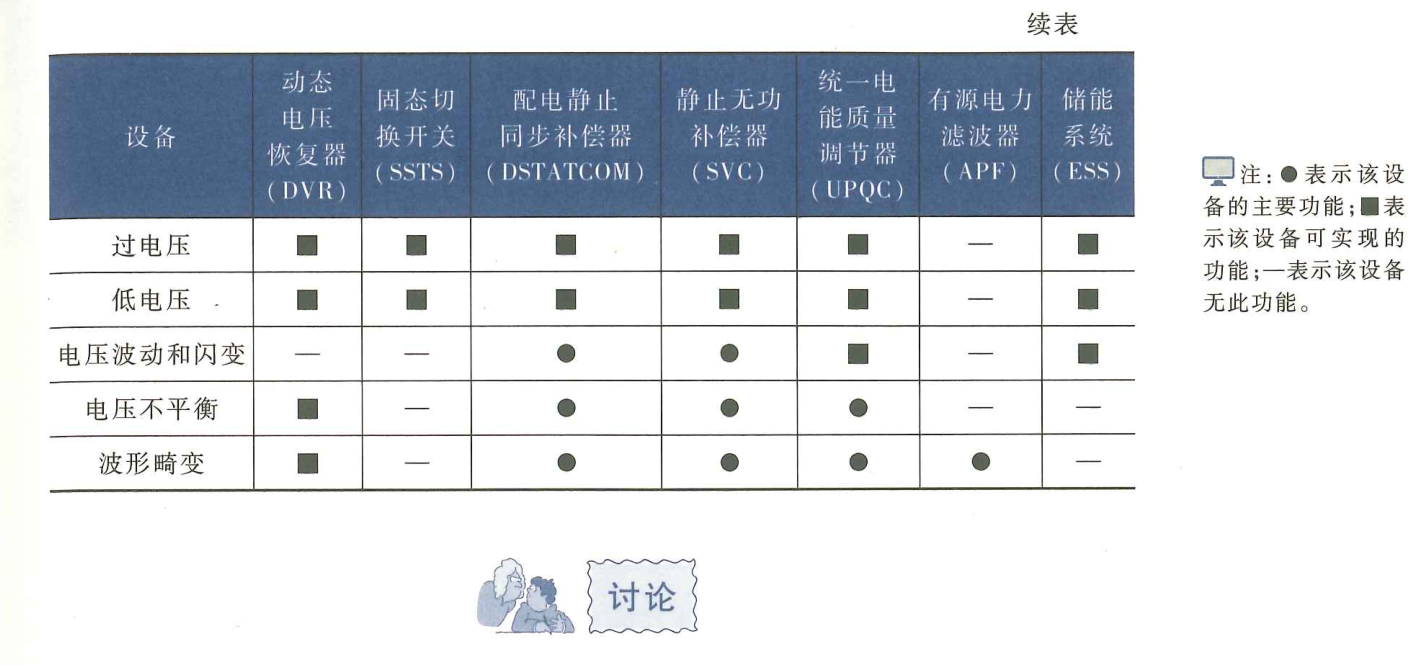 续表
设备
动态
电压
恢复器
(DVR)
固态切
换开关
(SSTS)
配电静止
同步补偿器
(DSTATCOM)
静止无功
补偿器
(SVC)
统一电
能质量
调节器
(UPQC)
有源电力
滤波器
(APF)
储能
系统
(ESS)
过电压 ■ ■ ■ ■ ■ — ■
低电压 ■ ■ ■ ■ ■ — ■
电压波动和闪变 — — ● ● ■ — ■
电压不平衡 ■ — ● ● ● — —
波形畸变 ■ — ● ● ● ● —
注:●表示该设
备的主要功能;■表
示该设备可实现的
功能;—表示该设备
无此功能。
讨论